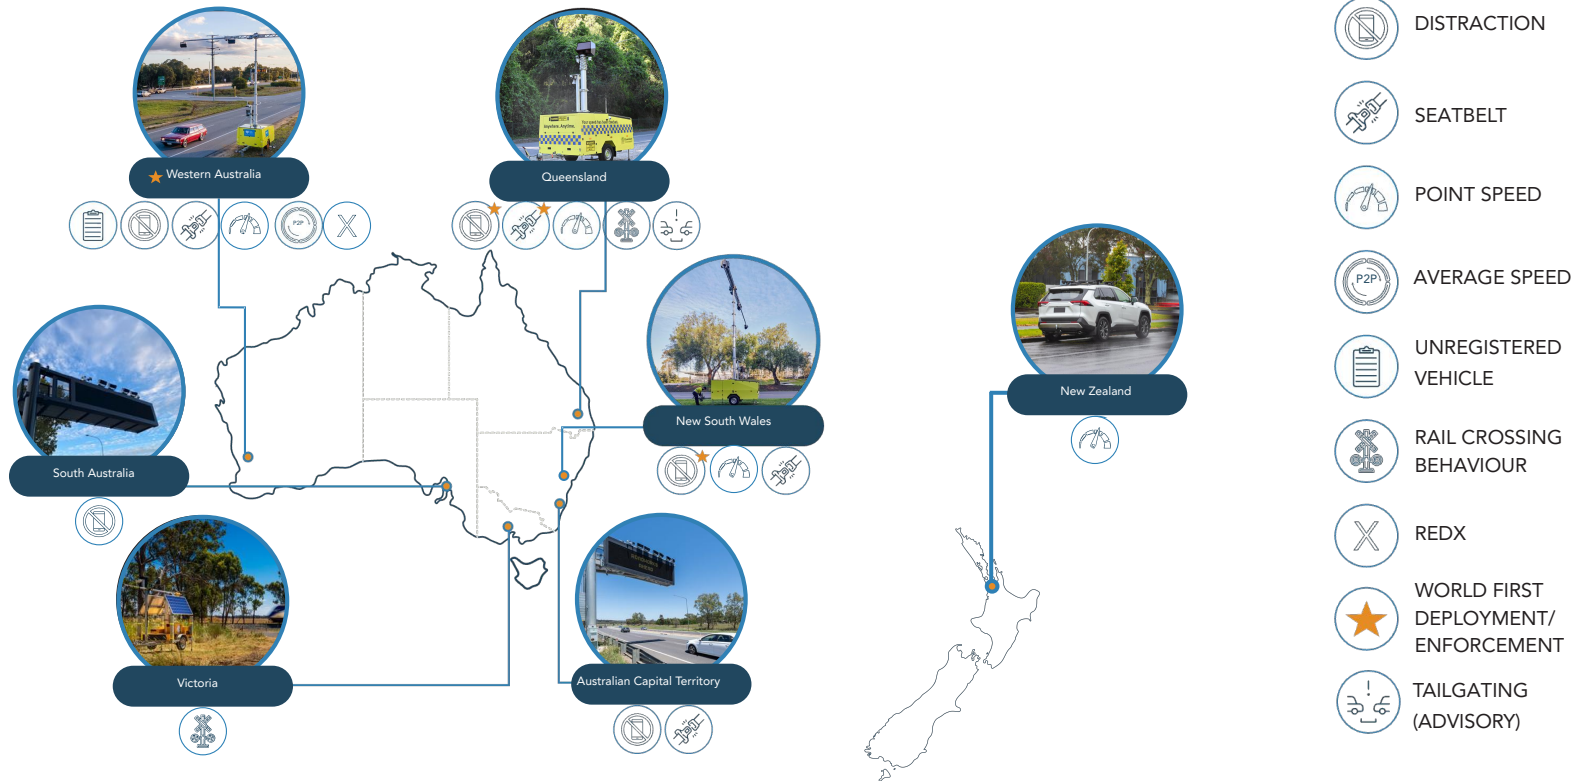 Western Australia
P2P
Queensland
New South Wales
South Australia
Victoria
Australian Capital Territory
New Zealand
DISTRACTION
SEATBELT
POINT SPEED
P2P
AVERAGE SPEED
UNREGISTERED
VEHICLE
RAIL CROSSING
BEHAVIOUR
REDX
WORLD FIRST
DEPLOYMENT/
ENFORCEMENT
TAILGATING
(ADVISORY)